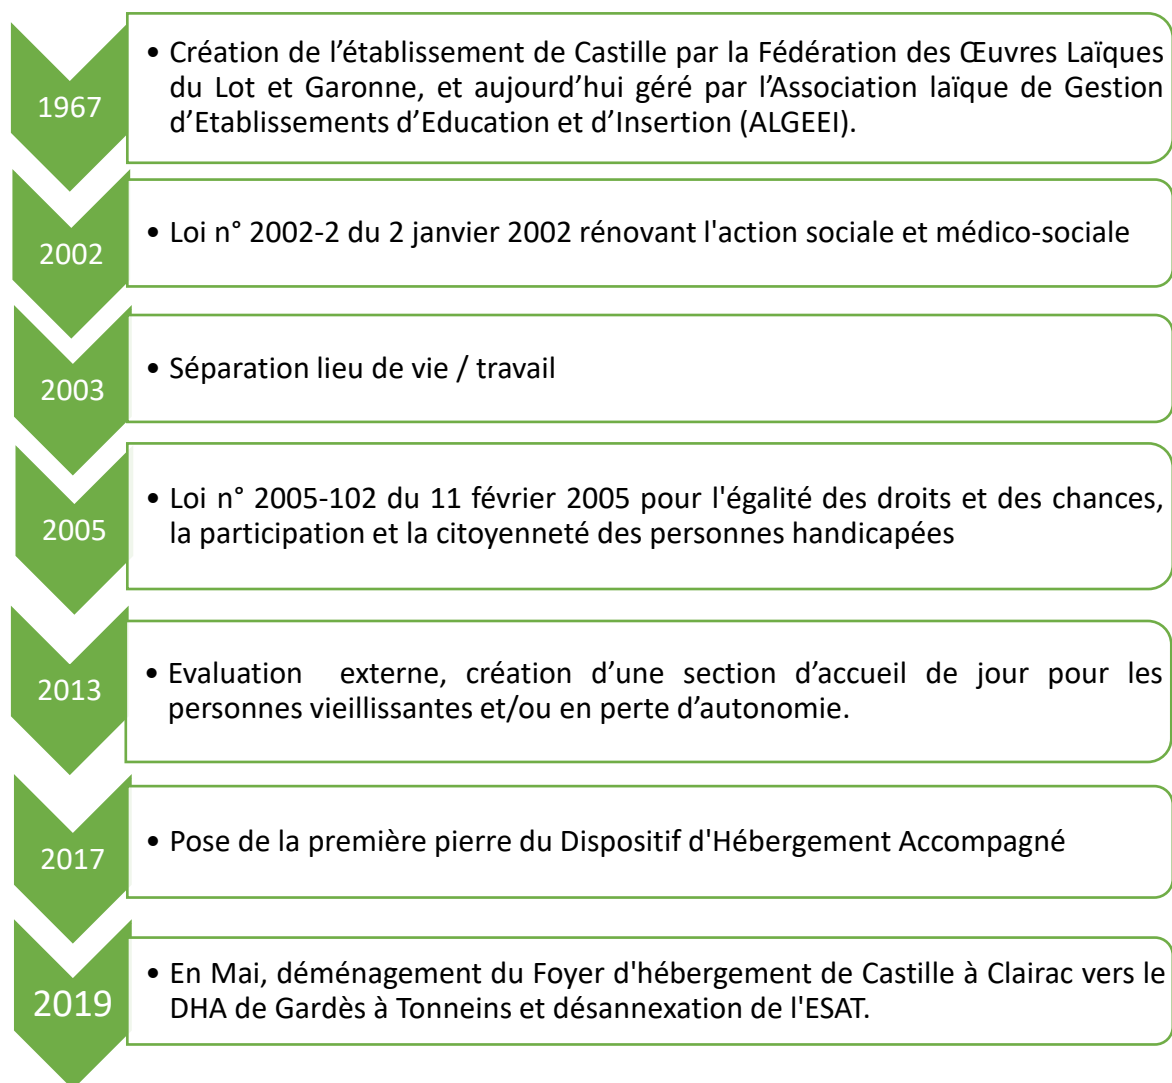 1967
• Création de l’établissement de Castille par la Fédération des Œuvres Laïques
du Lot et Garonne, et aujourd’hui géré par l’Association laïque de Gestion
d’Etablissements d’Education et d’Insertion (ALGEEI).
2002
• Loi n° 2002-2 du 2 janvier 2002 rénovant l'action sociale et médico-sociale
2003
• Séparation lieu de vie / travail
2005
• Loi n° 2005-102 du 11 février 2005 pour l'égalité des droits et des chances,
la participation et la citoyenneté des personnes handicapées
2013
• Evaluation externe, création d’une section d’accueil de jour pour les
personnes vieillissantes et/ou en perte d’autonomie.
2017
• Pose de la première pierre du Dispositif d'Hébergement Accompagné
2019
• En Mai, déménagement du Foyer d'hébergement de Castille à Clairac vers le
DHA de Gardès à Tonneins et désannexation de l'ESAT.